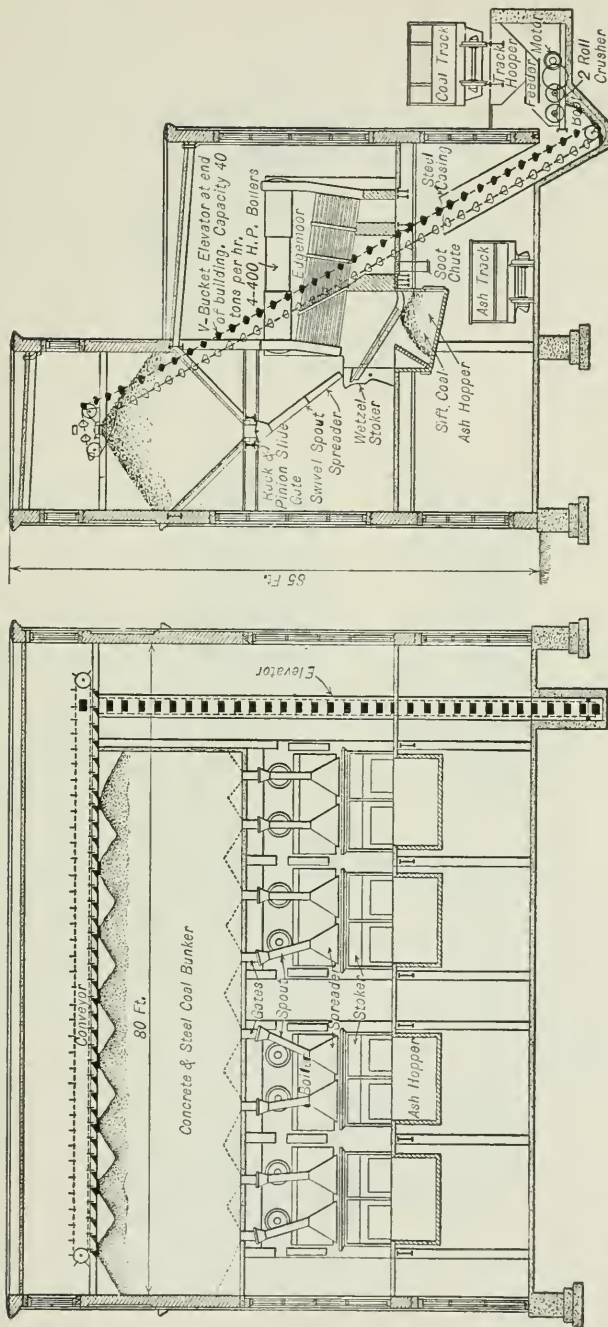 Conveyor
80 Ft.
Concrete & Steel Coal Bunker
Elevator
Gates
Spout
Boiler
Spreader
Stoker
Ash Hopper
85 Ft.
V-Bucket Elevator at end
of building. Capacity 40
tons per hr.
4-400 H.P. Boilers
Edgemoor
Rack &
Pinion Slide
Gate
Swivel Spout
Spreader
Wetzel
Stoker
Sift. Coal
Ash Hopper
Soot
Chute
Steel
Casing
Ash Track
Coal Track
Track
Hooper
Feeder Motor
Boot
2 Roll
Crusher